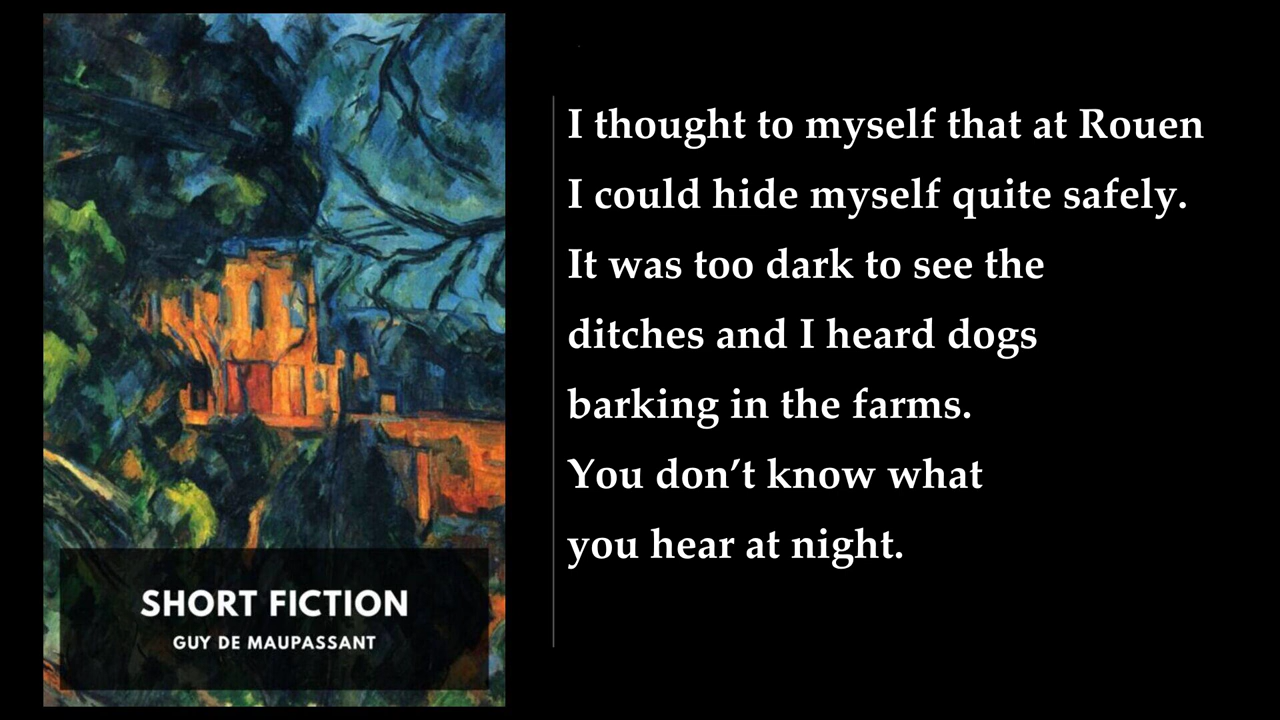 SHORT FICTION
GUY DE MAUPASSANT
I thought to myself that at Rouen
I could hide myself quite safely.
It was too dark to see the
ditches and I heard dogs
barking in the farms.
You don’t know what
you hear at night.